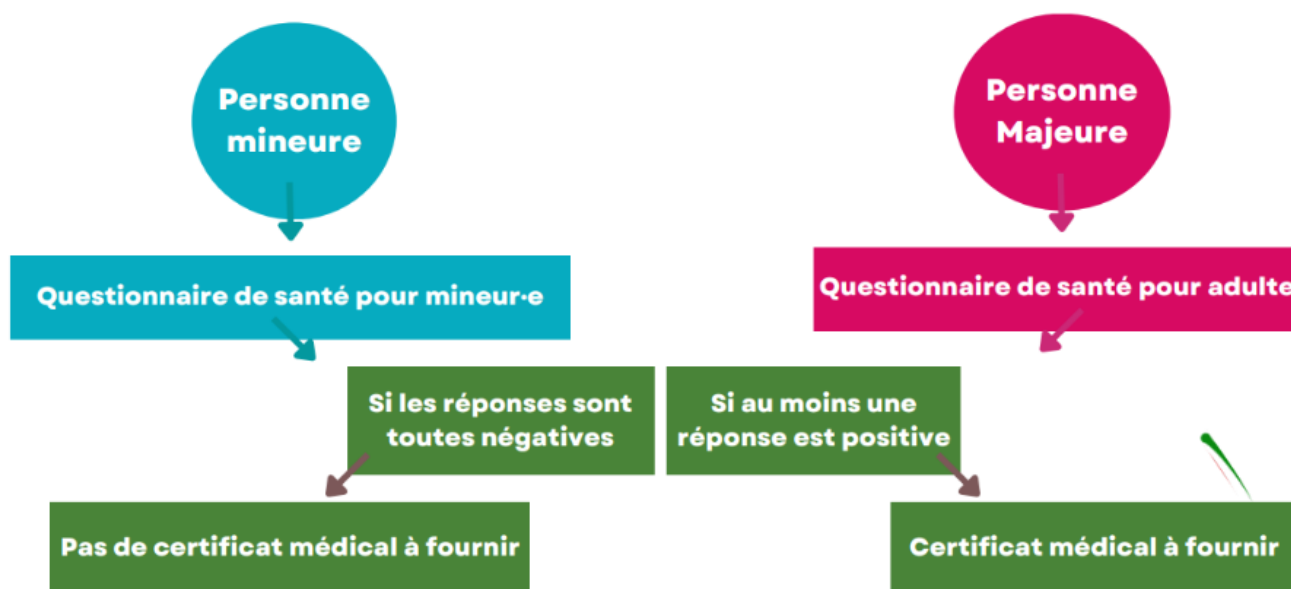 Personne
mineure
Personne
Majeure
Questionnaire de santé pour mineur·e
Questionnaire de santé pour adulte
Si les réponses sont
toutes négatives
Si au moins une
réponse est positive
Pas de certificat médical à fournir
Certificat médical à fournir